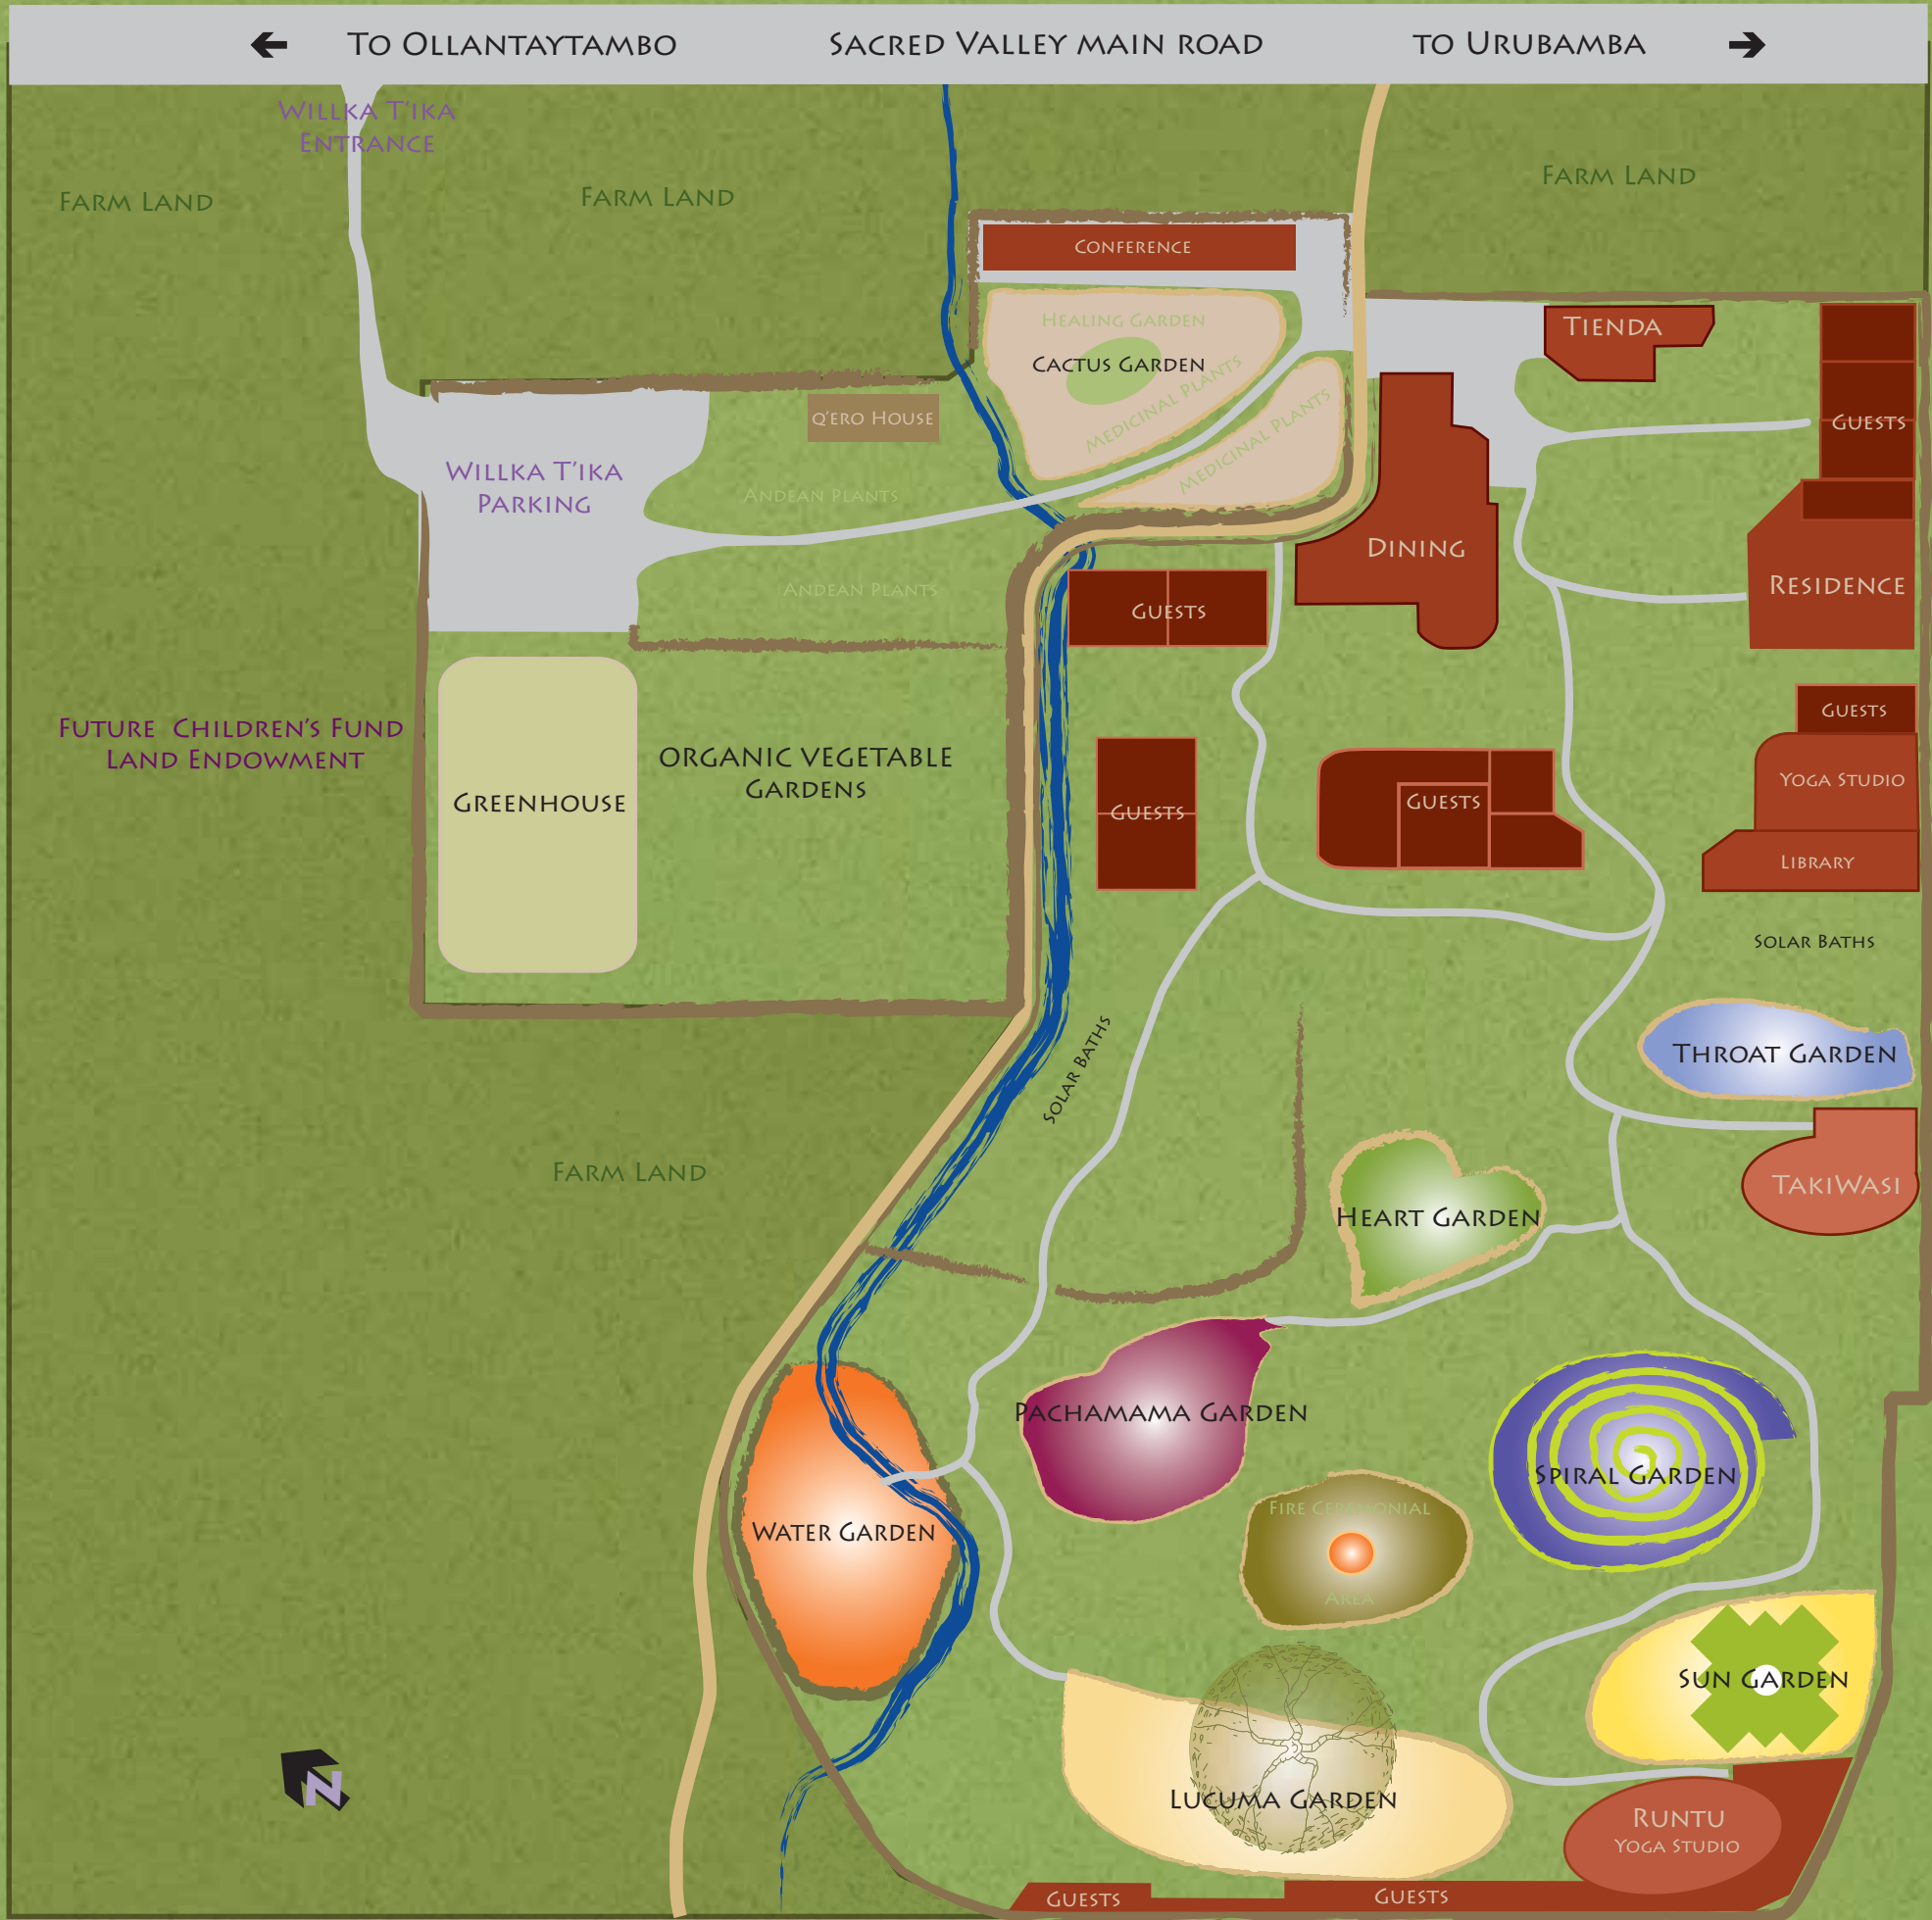 To Ollantaytambo
Sacred Valley main road
to Urubamba
Willka T'ika
Entrance
Farm Land
Farm Land
Farm Land
Conference
Healing Garden
Cactus Garden
Medicinal Plants
Medicinal Plants
Tienda
Guests
Q'ero House
Willka T'ika
Parking
Andean Plants
Andean Plants
Dining
Residence
Guests
Guests
Yoga Studio
Library
Future Children's Fund
Land Endowment
Greenhouse
Organic Vegetable
Gardens
Guests
Guests
Solar Baths
Solar Baths
Throat Garden
TakiWasi
Farm Land
Heart Garden
Pachamama Garden
Spiral Garden
Fire Ceremonial
Area
Water Garden
Sun Garden
Lucuma Garden
Runtu
Yoga Studio
N
Guests
Guests